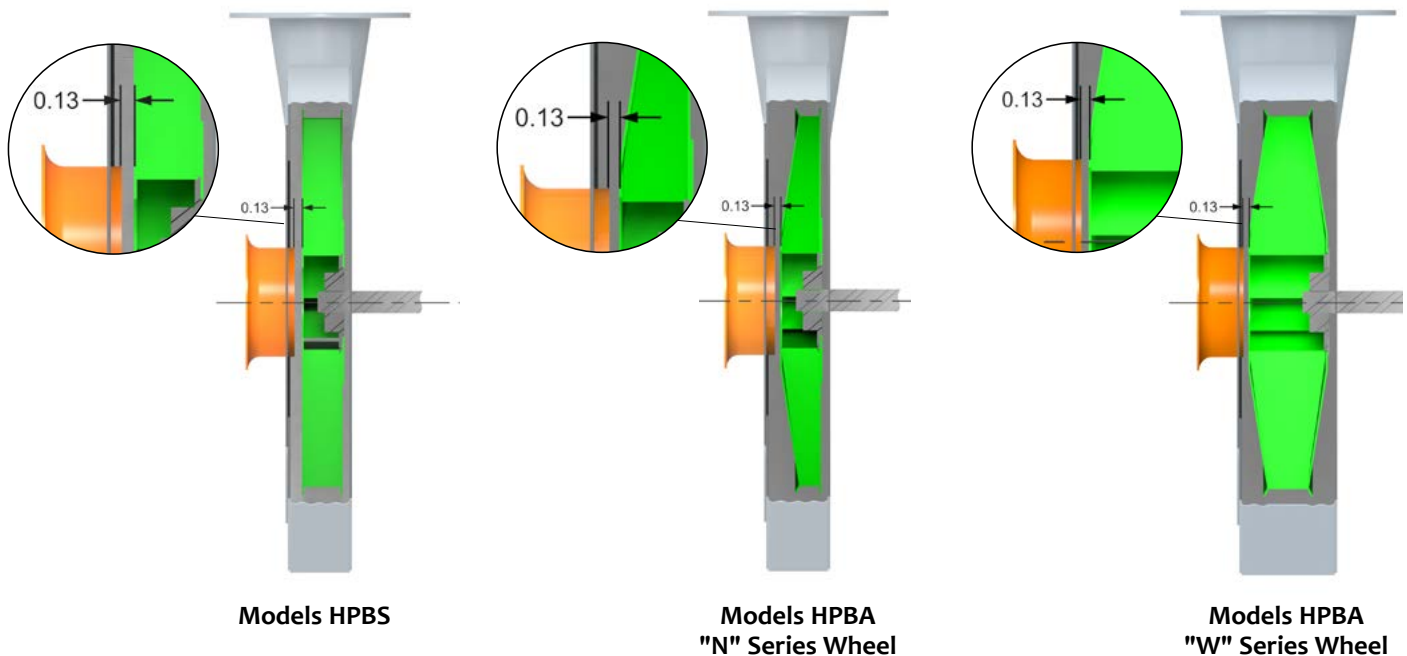 0.13
0.13
0.13
0.13
0.13
0.13
Models HPBS
Models HPBA
"N" Series Wheel
Models HPBA
"W" Series Wheel